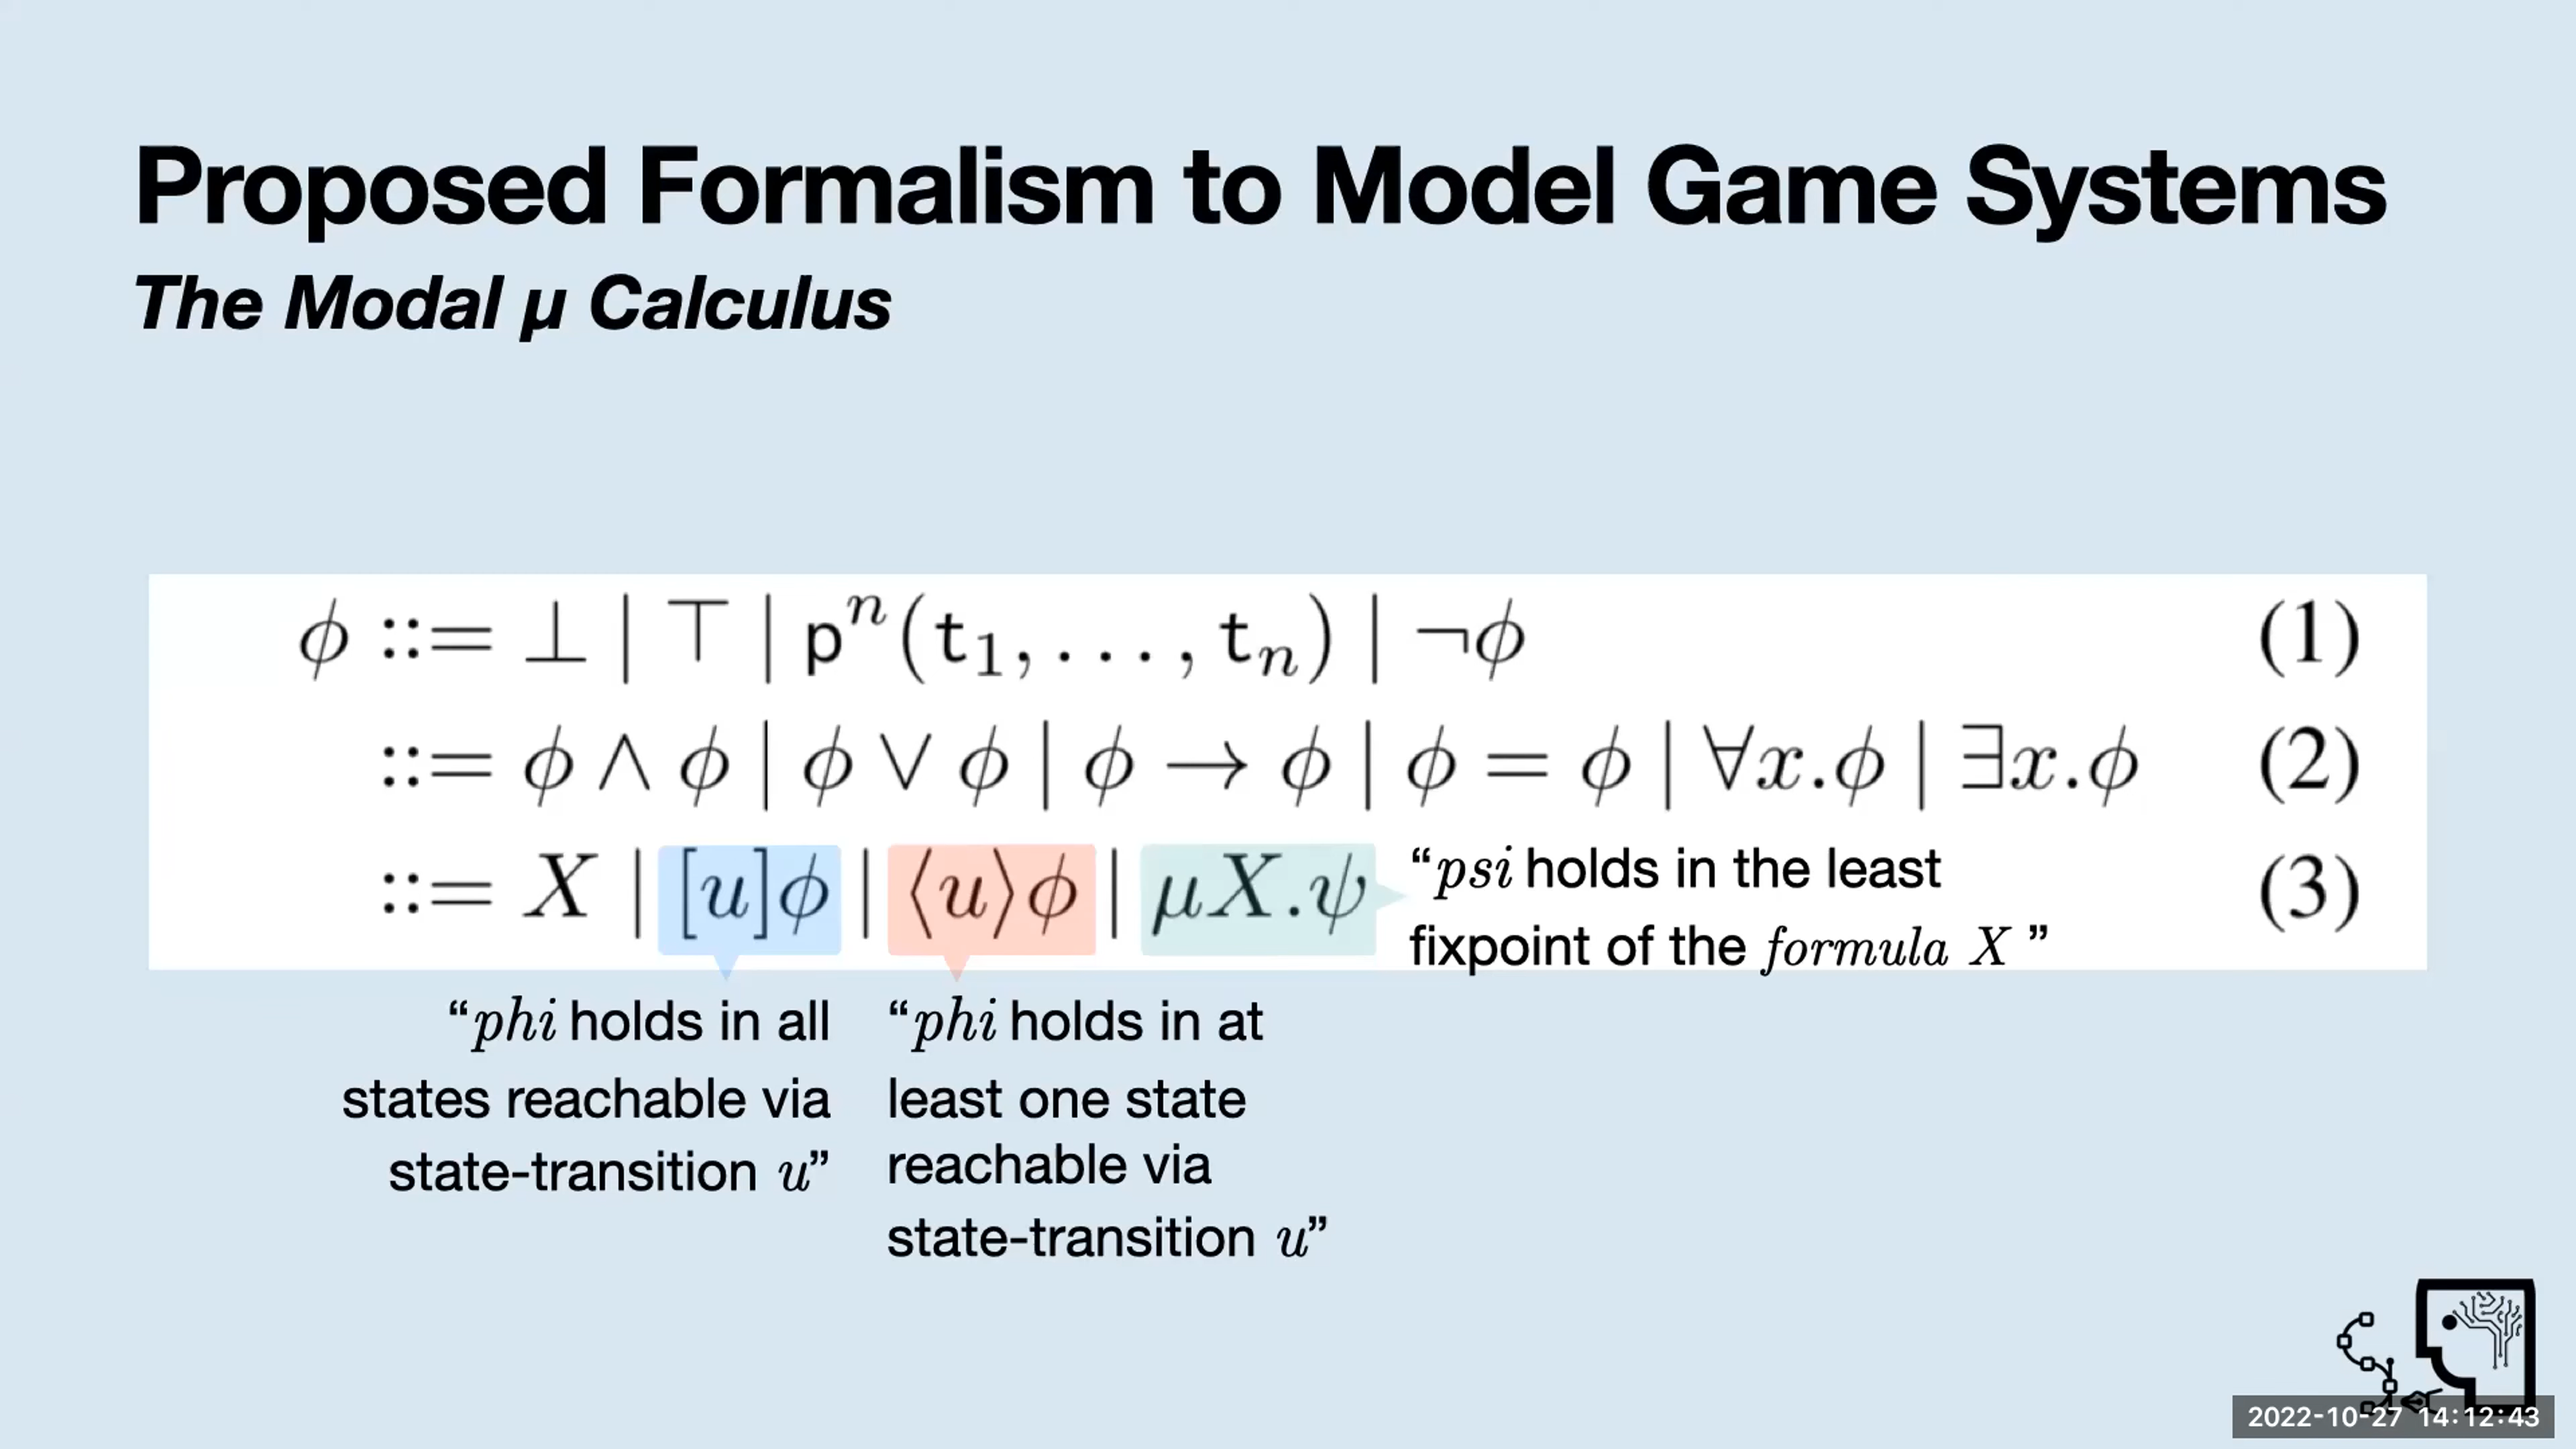 Proposed Formalism to Model Game Systems
The Modal μ Calculus
ϕ ::= ⊥ | ⊤ | pⁿ(t₁, . . . , tₙ) | ¬ϕ (1)
::= ϕ ∧ ϕ | ϕ ∨ ϕ | ϕ → ϕ | ϕ = ϕ | ∀x.ϕ | ∃x.ϕ (2)
::= X | [u]ϕ | ⟨u⟩ϕ | μX.ψ (3)
“psi holds in the least
fixpoint of the formula X ”
“phi holds in all
states reachable via
state-transition u”
“phi holds in at
least one state
reachable via
state-transition u”
2022-10-27 14:12:43